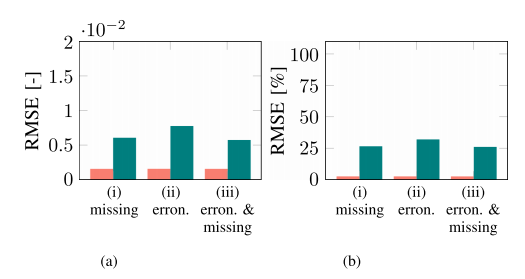 ·10⁻²
2
1.5
1
0.5
0
RMSE [-]
(i) missing
(ii) erron.
(iii) erron. & missing
(a)
100
75
50
25
0
RMSE [%]
(i) missing
(ii) erron.
(iii) erron. & missing
(b)